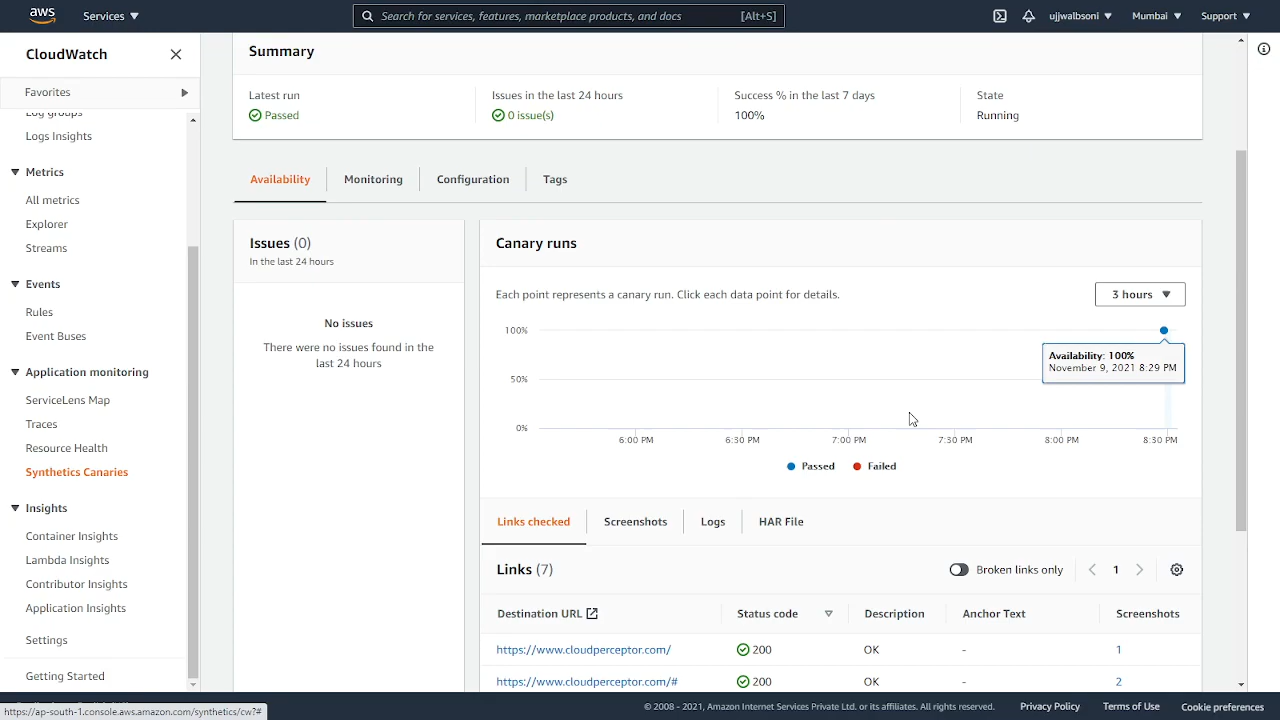 aws
Services
Search for services, features, marketplace products, and docs [Alt+S]
ujjwalbsoni
Mumbai
Support
CloudWatch
Favorites
Log groups
Logs Insights
Metrics
All metrics
Explorer
Streams
Events
Rules
Event Buses
Application monitoring
ServiceLens Map
Traces
Resource Health
Synthetics Canaries
Insights
Container Insights
Lambda Insights
Contributor Insights
Application Insights
Settings
Getting Started
Summary
Latest run
Passed
Issues in the last 24 hours
0 issue(s)
Success % in the last 7 days
100%
State
Running
Availability
Monitoring
Configuration
Tags
Issues (0)
In the last 24 hours
No issues
There were no issues found in the
last 24 hours
Canary runs
Each point represents a canary run. Click each data point for details.
3 hours
100%
50%
0%
Availability: 100%
November 9, 2021 8:29 PM
6:00 PM
6:30 PM
7:00 PM
7:30 PM
8:00 PM
8:30 PM
Passed
Failed
Links checked
Screenshots
Logs
HAR File
Links (7)
Broken links only
1
Destination URL
Status code
Description
Anchor Text
Screenshots
https://www.cloudperceptor.com/ 200 OK - 1
https://www.cloudperceptor.com/# 200 OK - 2
https://ap-south-1.console.aws.amazon.com/synthetics/cw?#
© 2008 - 2021, Amazon Internet Services Private Ltd. or its affiliates. All rights reserved.
Privacy Policy
Terms of Use
Cookie preferences